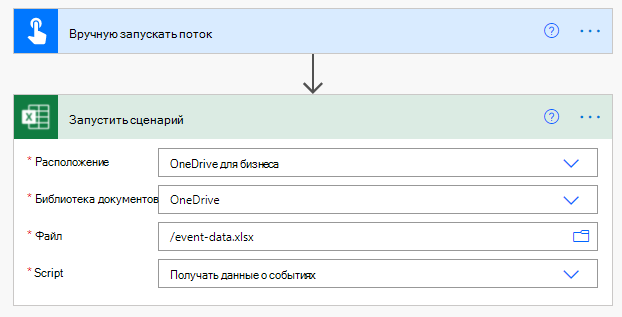 Вручную запускать поток
Запустить сценарий
* Расположение
OneDrive для бизнеса
* Библиотека документов
OneDrive
* Файл
/event-data.xlsx
* Script
Получать данные о событиях